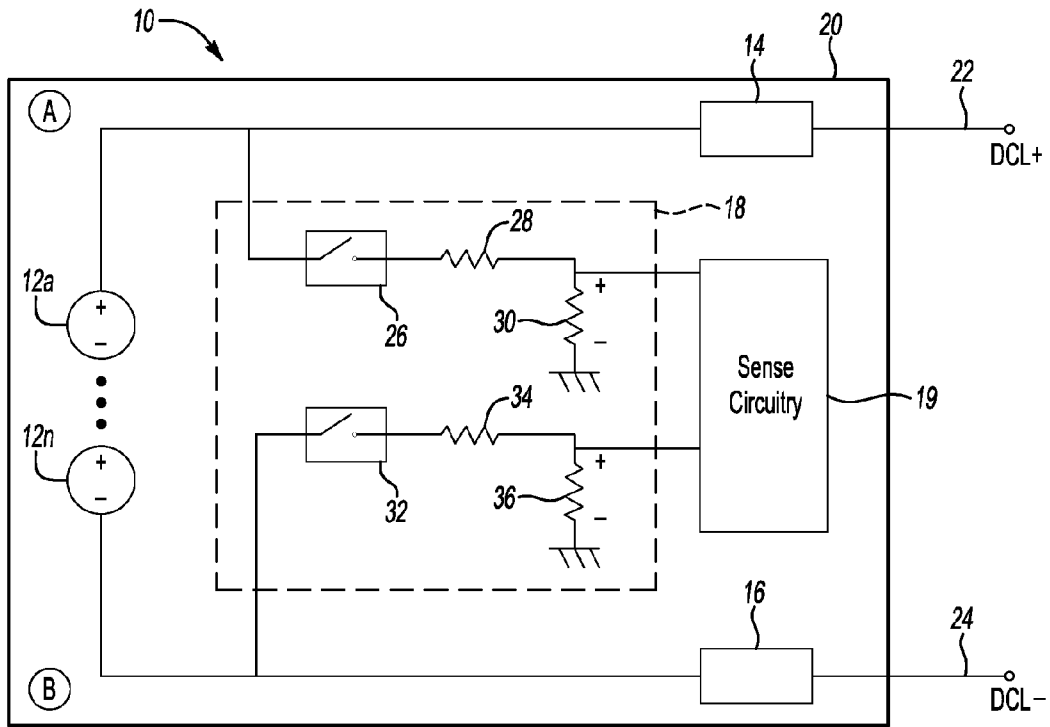 10
20
14
22
A
DCL+
18
28
12a
+
−
26
30
+
−
Sense
Circuitry
19
34
12n
+
−
32
36
+
−
16
24
B
DCL−